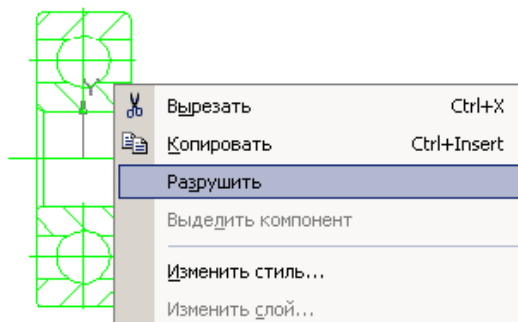 Y
Вырезать Ctrl+X
Копировать Ctrl+Insert
Разрушить
Выделить компонент
Изменить стиль...
Изменить слой...